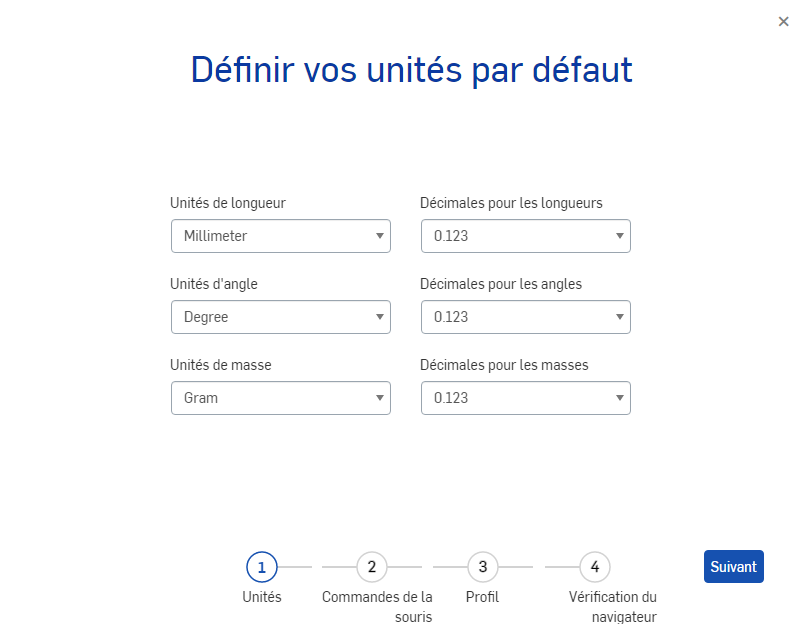 Définir vos unités par défaut
Unités de longueur
Décimales pour les longueurs
Millimeter
0.123
Unités d'angle
Décimales pour les angles
Degree
0.123
Unités de masse
Décimales pour les masses
Gram
0.123
1
2
3
4
Suivant
Unités
Commandes de la
souris
Profil
Vérification du
navigateur